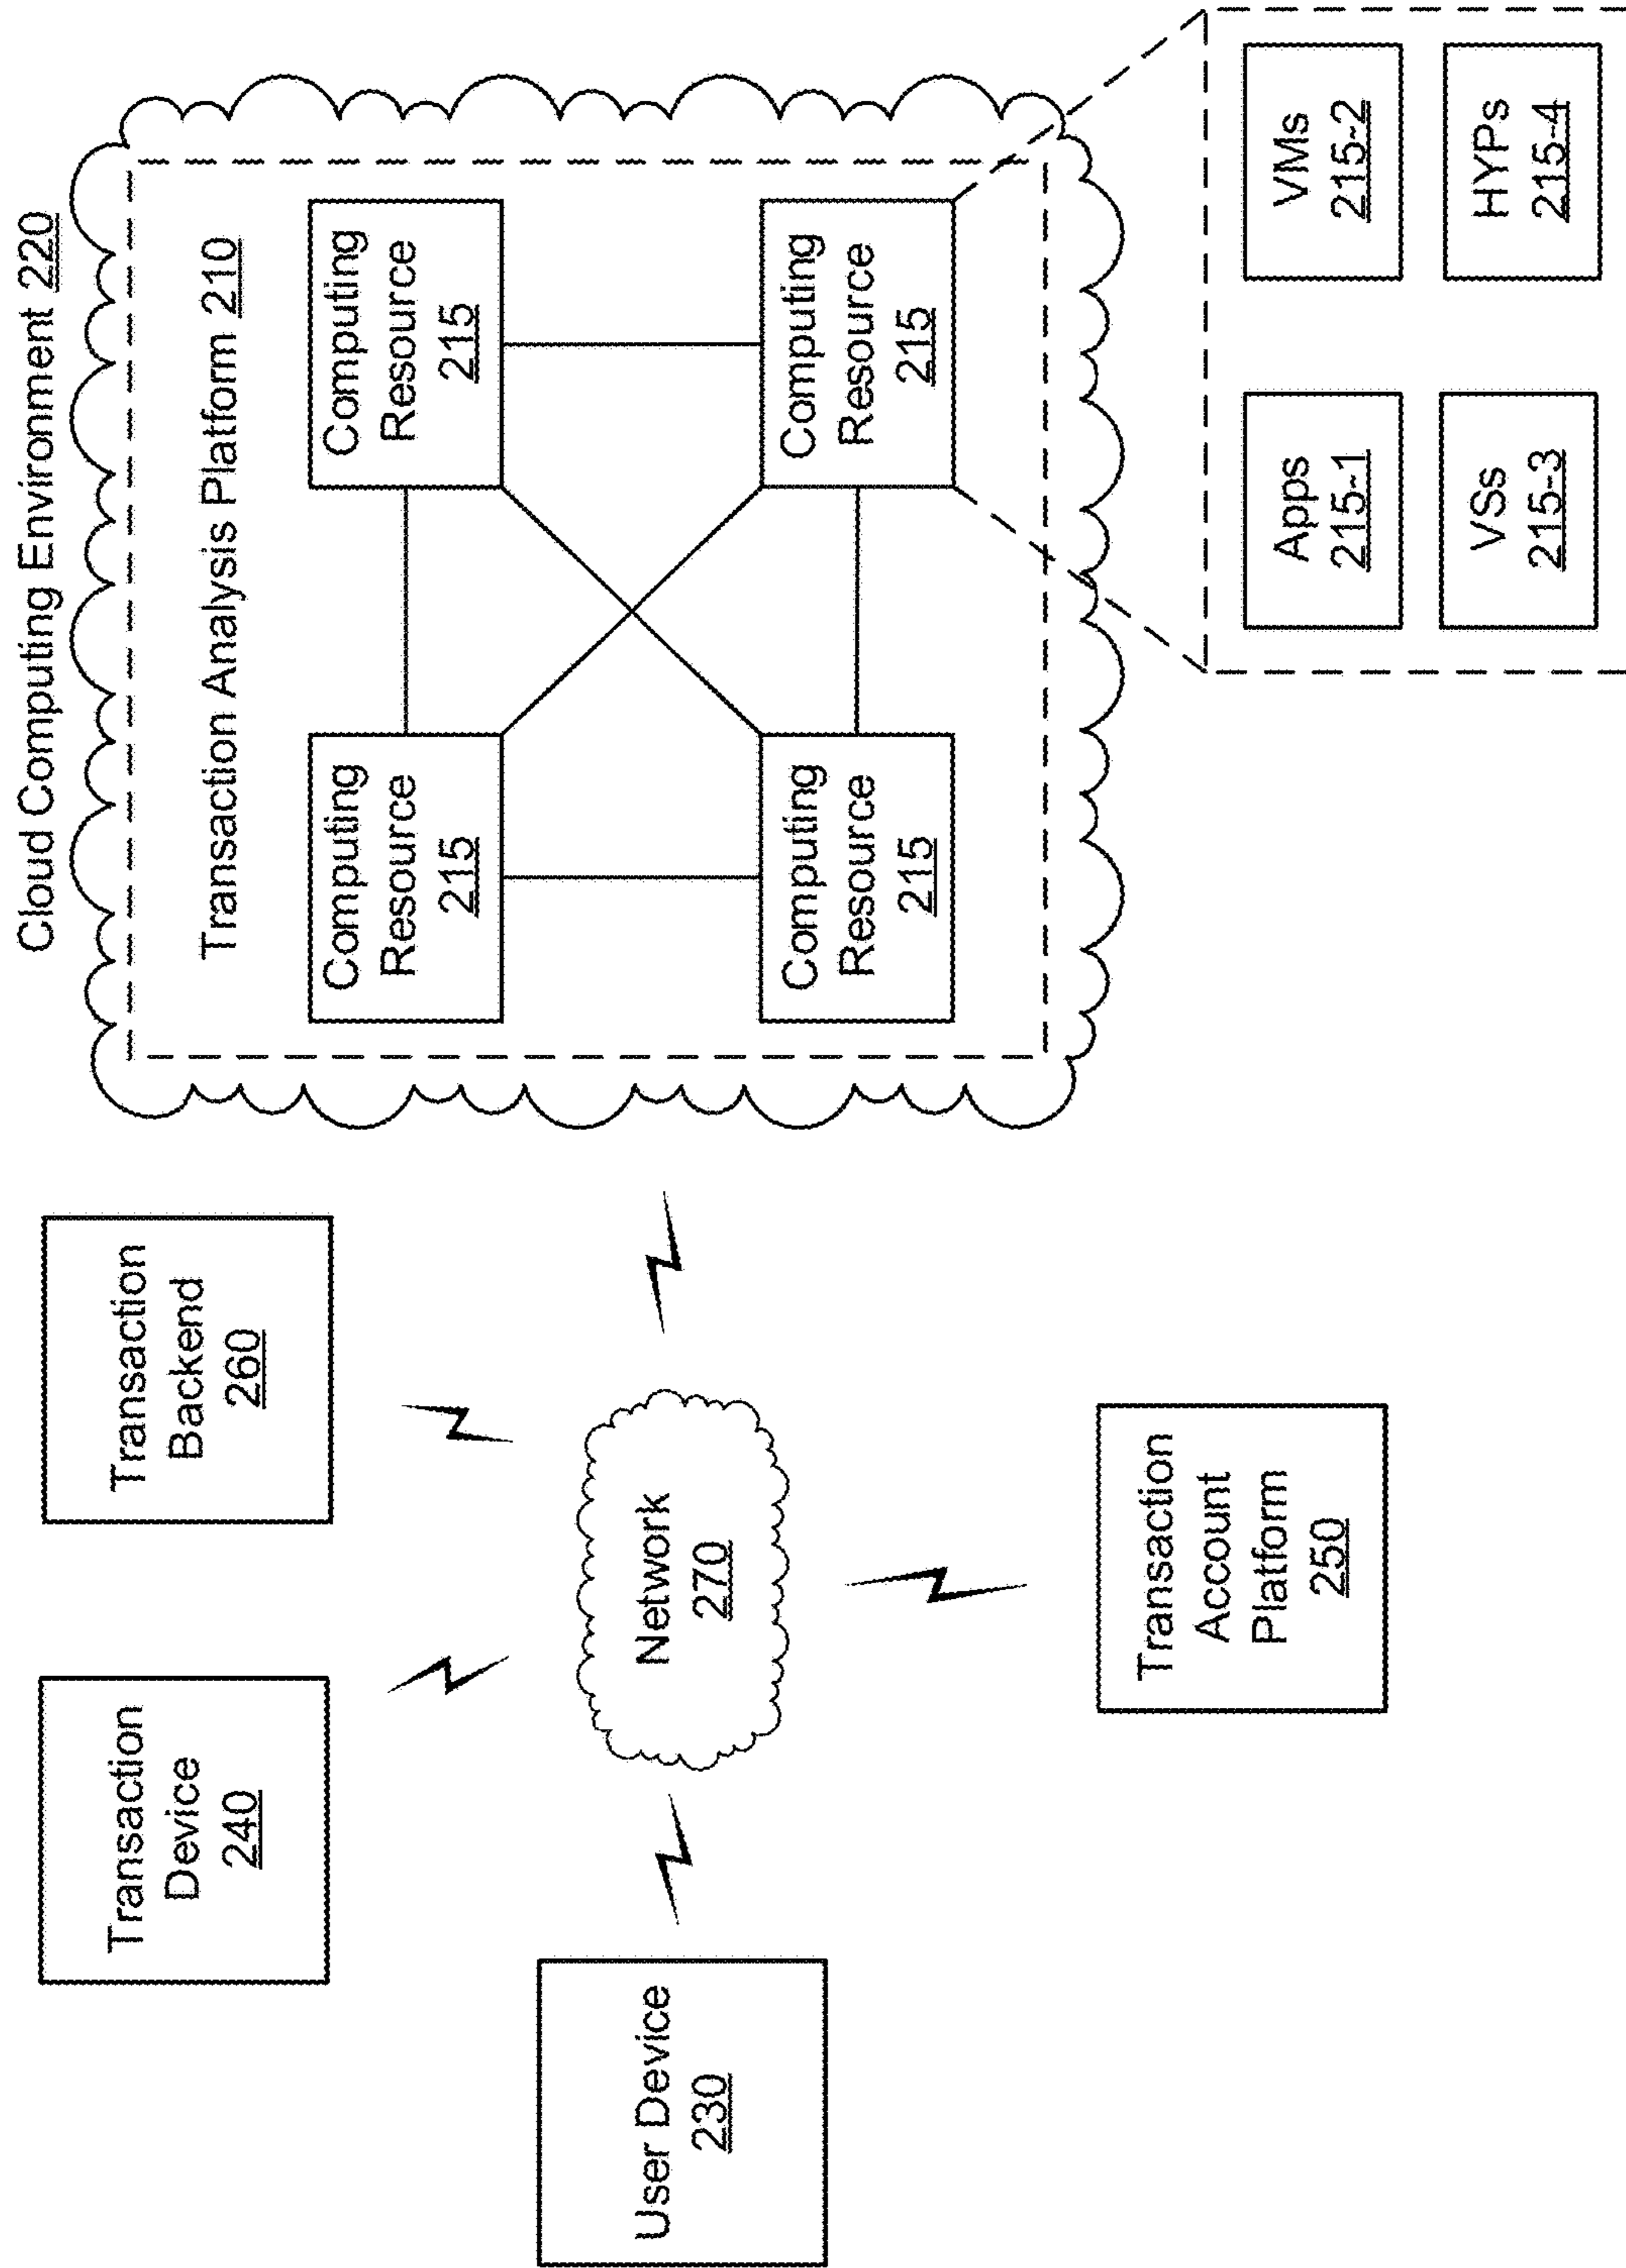 Cloud Computing Environment 220
Transaction Analysis Platform 210
Computing
Resource
215
Computing
Resource
215
Computing
Resource
215
Computing
Resource
215
Apps
215-1
VMs
215-2
VSs
215-3
HYPs
215-4
Transaction
Device
240
Transaction
Backend
260
User Device
230
Network
270
Transaction
Account
Platform
250